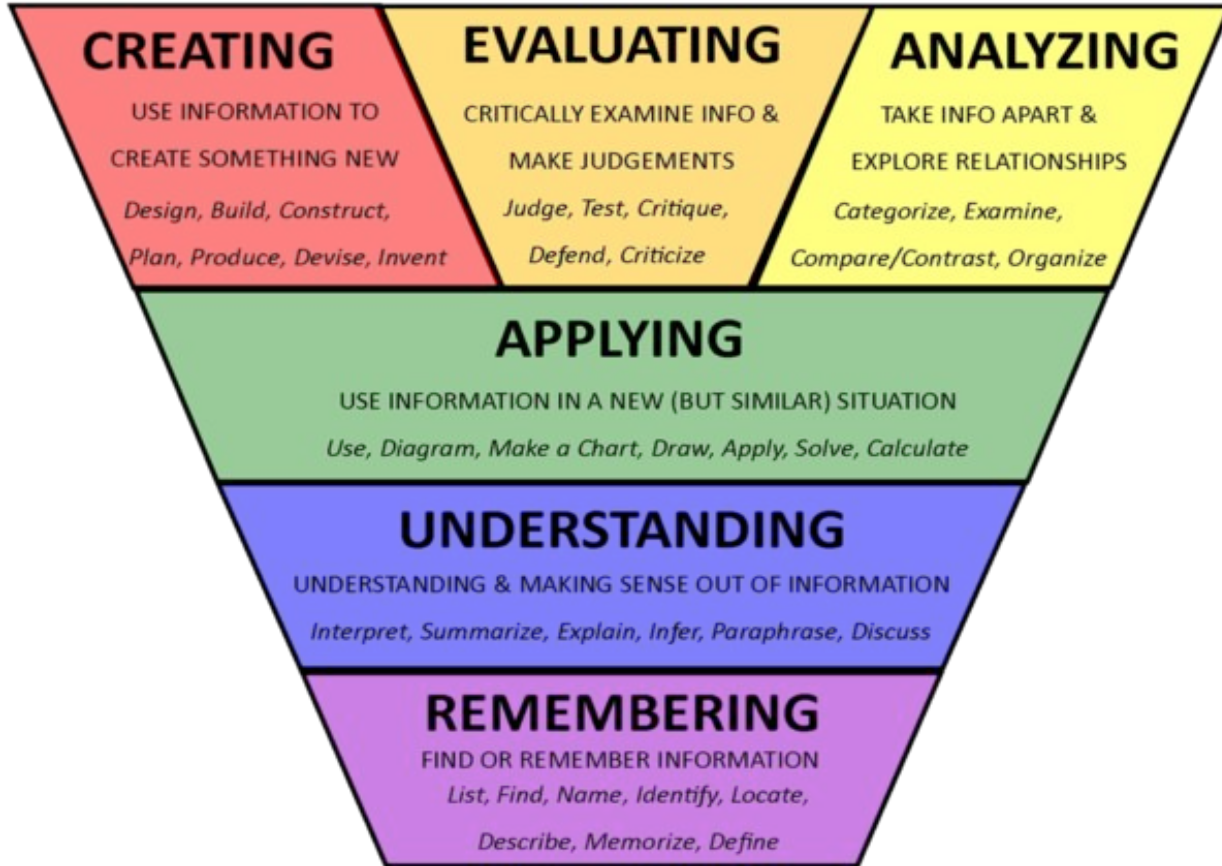 CREATING
USE INFORMATION TO
CREATE SOMETHING NEW
Design, Build, Construct,
Plan, Produce, Devise, Invent
EVALUATING
CRITICALLY EXAMINE INFO &
MAKE JUDGEMENTS
Judge, Test, Critique,
Defend, Criticize
ANALYZING
TAKE INFO APART &
EXPLORE RELATIONSHIPS
Categorize, Examine,
Compare/Contrast, Organize
APPLYING
USE INFORMATION IN A NEW (BUT SIMILAR) SITUATION
Use, Diagram, Make a Chart, Draw, Apply, Solve, Calculate
UNDERSTANDING
UNDERSTANDING & MAKING SENSE OUT OF INFORMATION
Interpret, Summarize, Explain, Infer, Paraphrase, Discuss
REMEMBERING
FIND OR REMEMBER INFORMATION
List, Find, Name, Identify, Locate,
Describe, Memorize, Define